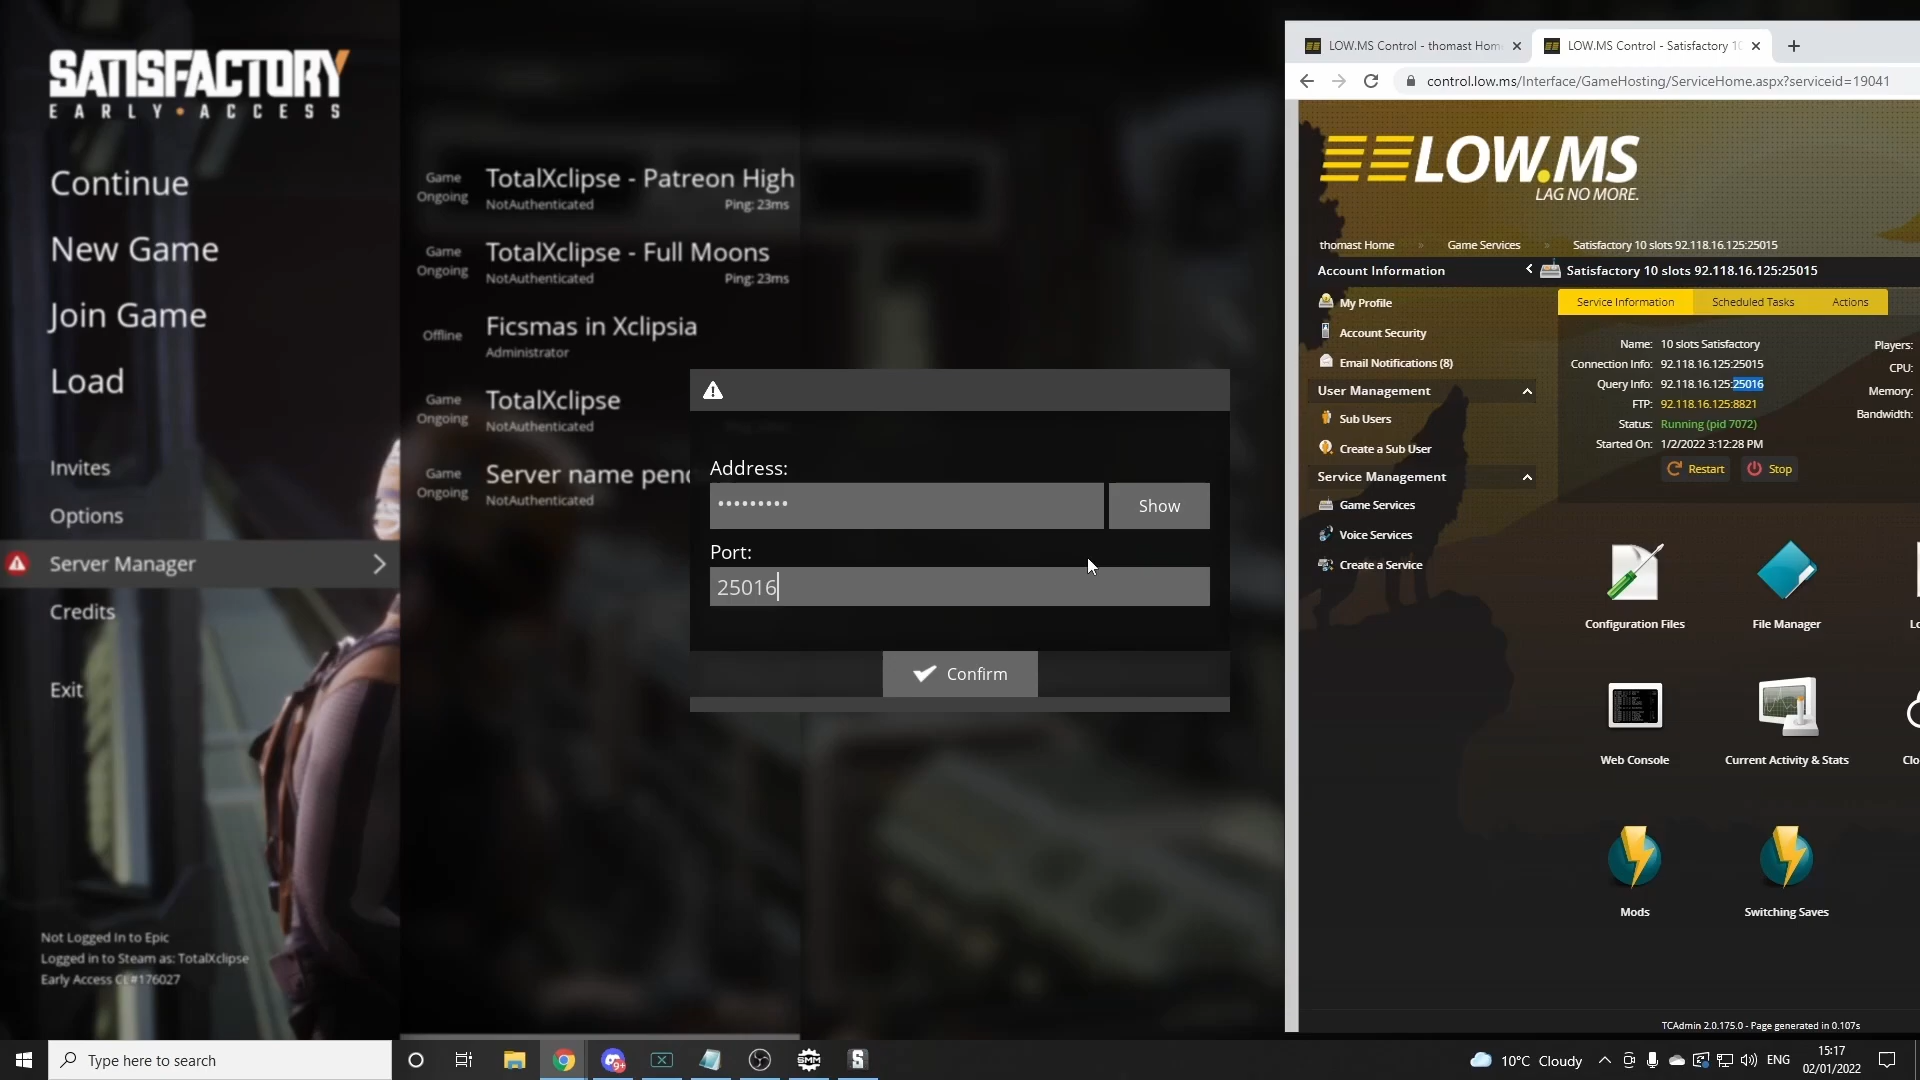 SATISFACTORY
EARLY ACCESS
Continue
New Game
Join Game
Load
Invites
Options
Server Manager
Credits
Exit
Not Logged In to Epic
Logged in to Steam as: TotalXclipse
Early Access CL#176027
Game Ongoing
TotalXclipse - Patreon High
NotAuthenticated
Ping: 23ms
Game Ongoing
TotalXclipse - Full Moons
NotAuthenticated
Ping: 23ms
Offline
Ficsmas in Xclipsia
Administrator
Game Ongoing
TotalXclipse
NotAuthenticated
Game Ongoing
Server name pen
NotAuthenticated
Address:
•••••••••
Show
Port:
25016
Confirm
LOW.MS Control - thomast Hom
LOW.MS Control - Satisfactory 1
control.low.ms/Interface/GameHosting/ServiceHome.aspx?serviceid=19041
LOW.MS
LAG NO MORE.
thomast Home » Game Services » Satisfactory 10 slots 92.118.16.125:25015
Account Information
My Profile
Account Security
Email Notifications (8)
User Management
Sub Users
Create a Sub User
Service Management
Game Services
Voice Services
Create a Service
Satisfactory 10 slots 92.118.16.125:25015
Service Information
Scheduled Tasks
Actions
Name: 10 slots Satisfactory
Connection Info: 92.118.16.125:25015
Query Info: 92.118.16.125:25016
FTP: 92.118.16.125:8821
Status: Running (pid 7072)
Started On: 1/2/2022 3:12:28 PM
Restart
Stop
Players:
CPU:
Memory:
Bandwidth:
Configuration Files
File Manager
Lo
Web Console
Current Activity & Stats
Clo
Mods
Switching Saves
TCAdmin 2.0.175.0 - Page generated in 0.107s
Type here to search
9+
SMM
S
10°C Cloudy
ENG
15:17
02/01/2022